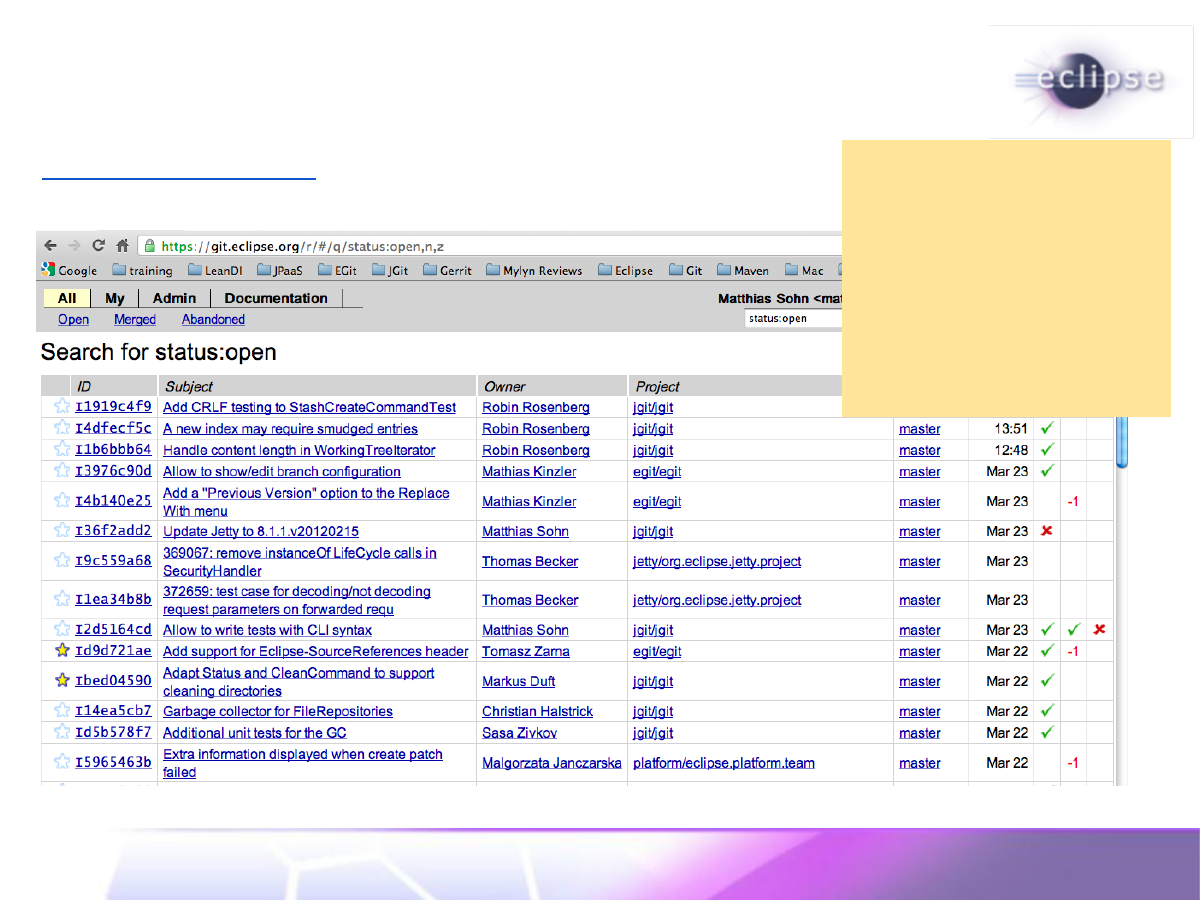 eclipse
https://git.eclipse.org/r/#/q/status:open,n,z
Google training LeanDI JPaaS EGit JGit Gerrit Mylyn Reviews Eclipse Git Maven Mac
All My Admin Documentation Matthias Sohn <mat
Open Merged Abandoned status:open
Search for status:open
ID Subject Owner Project
I1919c4f9 Add CRLF testing to StashCreateCommandTest Robin Rosenberg jgit/jgit
I4dfecf5c A new index may require smudged entries Robin Rosenberg jgit/jgit master 13:51
I1b6bbb64 Handle content length in WorkingTreeIterator Robin Rosenberg jgit/jgit master 12:48
I3976c90d Allow to show/edit branch configuration Mathias Kinzler egit/egit master Mar 23
I4b140e25 Add a "Previous Version" option to the Replace
With menu Mathias Kinzler egit/egit master Mar 23 -1
I36f2add2 Update Jetty to 8.1.1.v20120215 Matthias Sohn jgit/jgit master Mar 23
I9c559a68 369067: remove instanceOf LifeCycle calls in
SecurityHandler Thomas Becker jetty/org.eclipse.jetty.project master Mar 23
I1ea34b8b 372659: test case for decoding/not decoding
request parameters on forwarded requ Thomas Becker jetty/org.eclipse.jetty.project master Mar 23
I2d5164cd Allow to write tests with CLI syntax Matthias Sohn jgit/jgit master Mar 23
Id9d721ae Add support for Eclipse-SourceReferences header Tomasz Zarna egit/egit master Mar 22 -1
Ibed04590 Adapt Status and CleanCommand to support
cleaning directories Markus Duft jgit/jgit master Mar 22
I14ea5cb7 Garbage collector for FileRepositories Christian Halstrick jgit/jgit master Mar 22
Id5b578f7 Additional unit tests for the GC Sasa Zivkov jgit/jgit master Mar 22
I5965463b Extra information displayed when create patch
failed Malgorzata Janczarska platform/eclipse.platform.team master Mar 22 -1